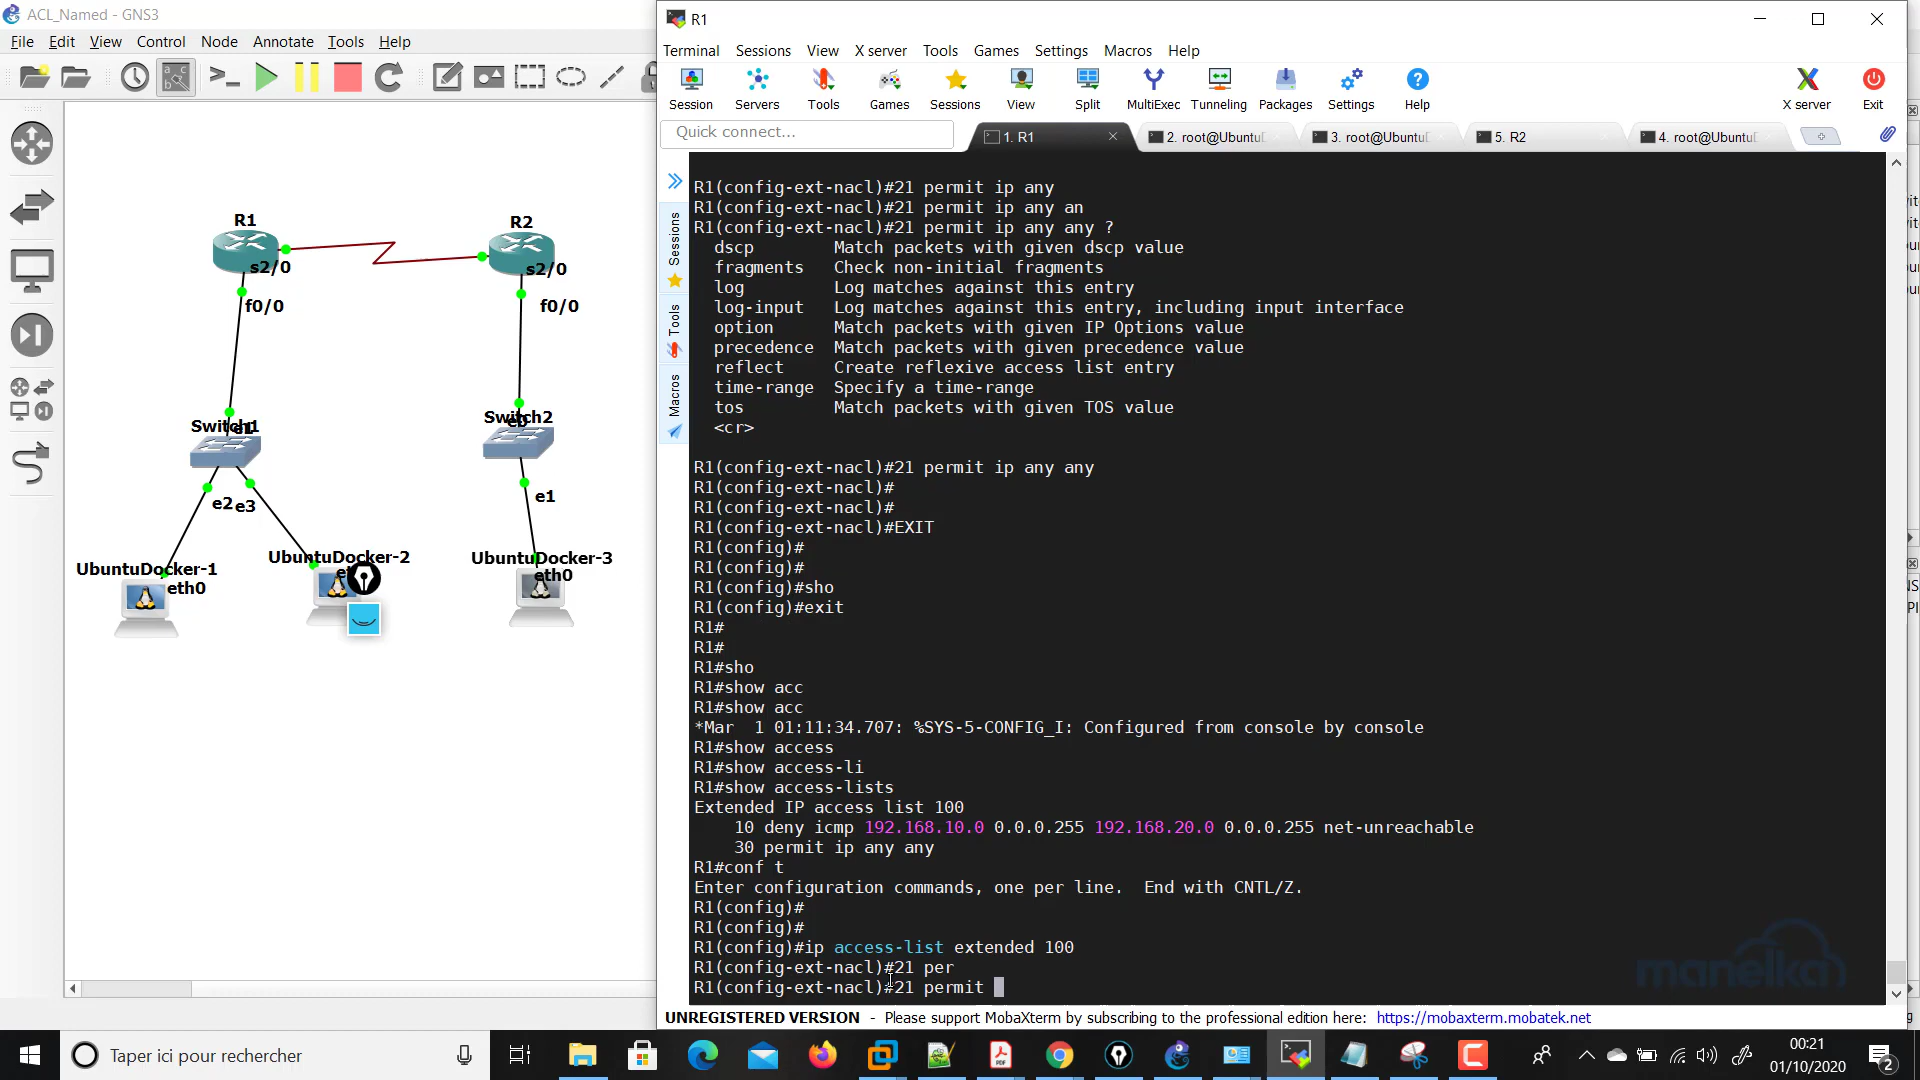 ACL_Named - GNS3
File Edit View Control Node Annotate Tools Help
R1
R2
s2/0
s2/0
f0/0
f0/0
Switch1
Switch2
e2
e3
e1
UbuntuDocker-1
eth0
UbuntuDocker-2
UbuntuDocker-3
eth0
R1
Terminal Sessions View X server Tools Games Settings Macros Help
Session Servers Tools Games Sessions View Split MultiExec Tunneling Packages Settings Help X server Exit
Quick connect...
1. R1
2. root@Ubuntu
3. root@Ubuntu
5. R2
4. root@Ubuntu
Sessions
Tools
Macros
R1(config-ext-nacl)#21 permit ip any
R1(config-ext-nacl)#21 permit ip any an
R1(config-ext-nacl)#21 permit ip any any ?
dscp Match packets with given dscp value
fragments Check non-initial fragments
log Log matches against this entry
log-input Log matches against this entry, including input interface
option Match packets with given IP Options value
precedence Match packets with given precedence value
reflect Create reflexive access list entry
time-range Specify a time-range
tos Match packets with given TOS value
<cr>
R1(config-ext-nacl)#21 permit ip any any
R1(config-ext-nacl)#
R1(config-ext-nacl)#
R1(config-ext-nacl)#EXIT
R1(config)#
R1(config)#
R1(config)#sho
R1(config)#exit
R1#
R1#
R1#sho
R1#show acc
R1#show acc
*Mar 1 01:11:34.707: %SYS-5-CONFIG_I: Configured from console by console
R1#show access
R1#show access-li
R1#show access-lists
Extended IP access list 100
10 deny icmp 192.168.10.0 0.0.0.255 192.168.20.0 0.0.0.255 net-unreachable
30 permit ip any any
R1#conf t
Enter configuration commands, one per line. End with CNTL/Z.
R1(config)#
R1(config)#
R1(config)#ip access-list extended 100
R1(config-ext-nacl)#21 per
R1(config-ext-nacl)#21 permit
manelka
UNREGISTERED VERSION - Please support MobaXterm by subscribing to the professional edition here: https://mobaxterm.mobatek.net
Taper ici pour rechercher
00:21
01/10/2020
2